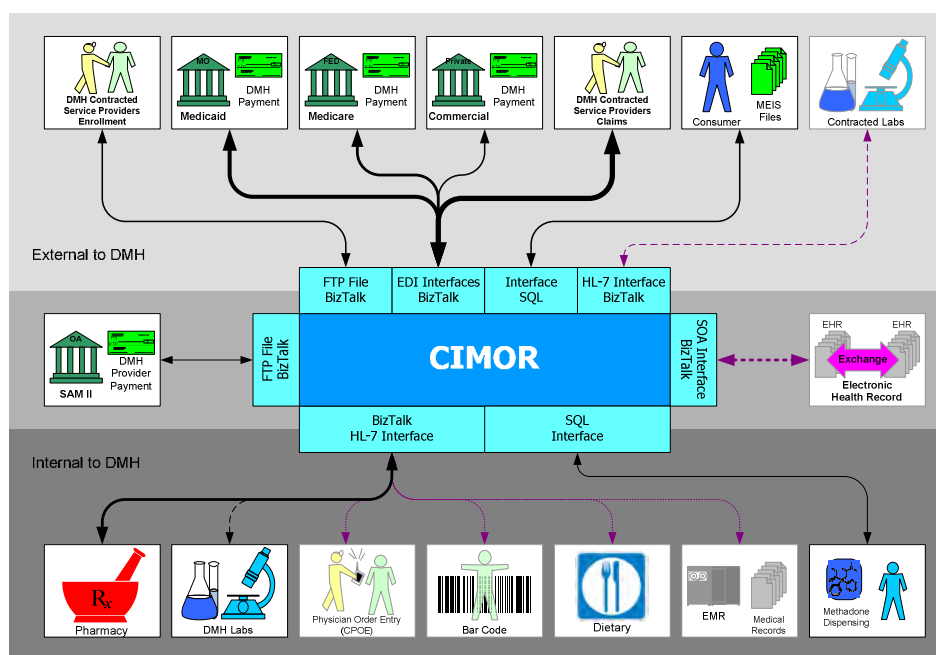 DMH Contracted
Service Providers
Enrollment
MO
DMH
Payment
Medicaid
FED
DMH
Payment
Medicare
Private
DMH
Payment
Commercial
DMH Contracted
Service Providers
Claims
MEIS
Files
Consumer
Contracted Labs
External to DMH
FTP File
BizTalk
EDI Interfaces
BizTalk
Interface
SQL
HL-7 Interface
BizTalk
OA
DMH
Provider
Payment
SAM II
FTP File
BizTalk
CIMOR
SOA Interface
BizTalk
EHR
EHR
Exchange
Electronic
Health Record
BizTalk
HL-7 Interface
SQL
Interface
Internal to DMH
Rx
Pharmacy
DMH Labs
Physician Order Entry
(CPOE)
Bar Code
Dietary
EMR
Medical
Records
Methadone
Dispensing